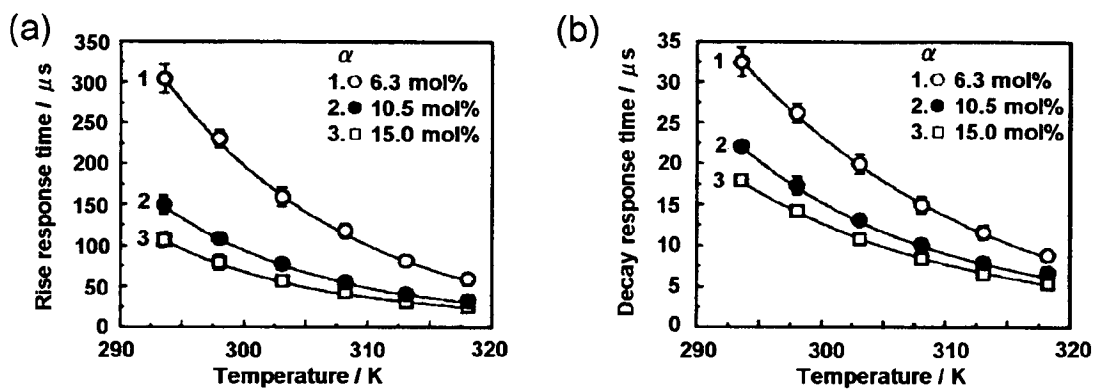 (a)
Rise response time / μs
350
300
250
200
150
100
50
0
290
300
310
320
Temperature / K
α
1. 6.3 mol%
2. 10.5 mol%
3. 15.0 mol%
1
2
3
(b)
Decay response time / μs
35
30
25
20
15
10
5
0
290
300
310
320
Temperature / K
α
1. 6.3 mol%
2. 10.5 mol%
3. 15.0 mol%
1
2
3